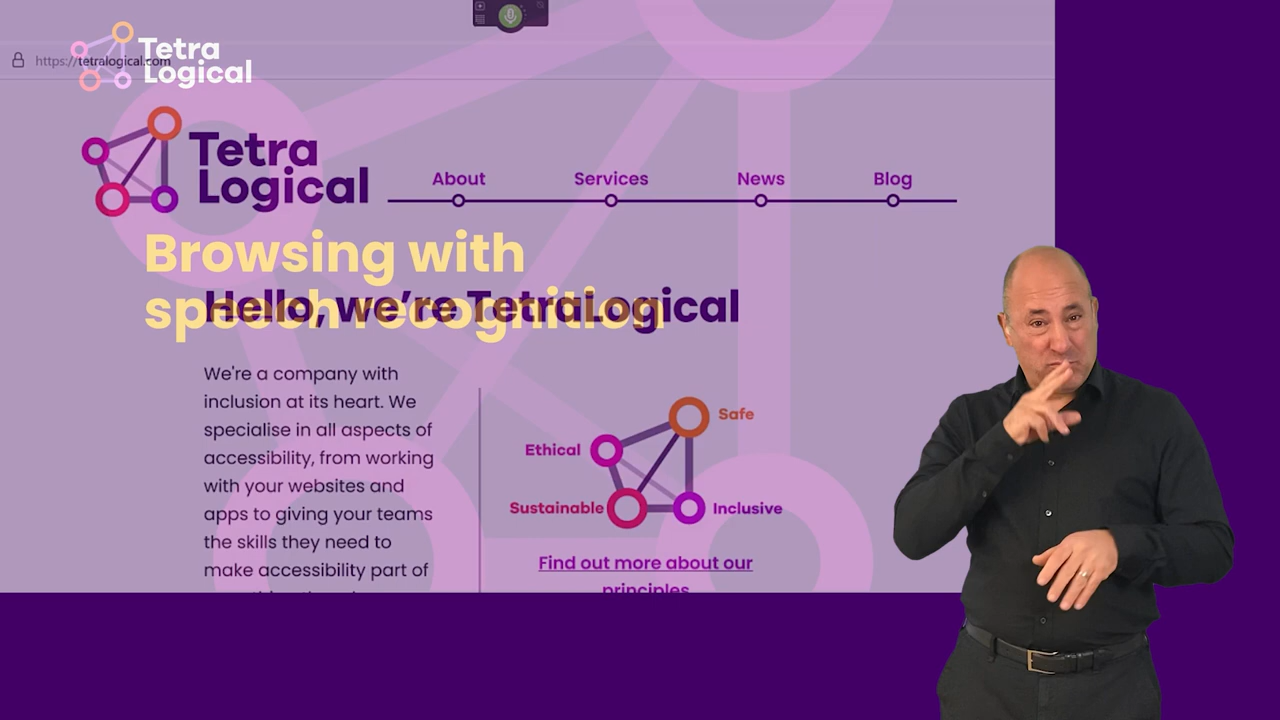 Tetra
Logical
https://tetralogical.com
Tetra
Logical
About
Services
News
Blog
Browsing with
speech recognition
Hello, we're TetraLogical
We're a company with
inclusion at its heart. We
specialise in all aspects of
accessibility, from working
with your websites and
apps to giving your teams
the skills they need to
make accessibility part of
Safe
Ethical
Sustainable
Inclusive
Find out more about our
principles